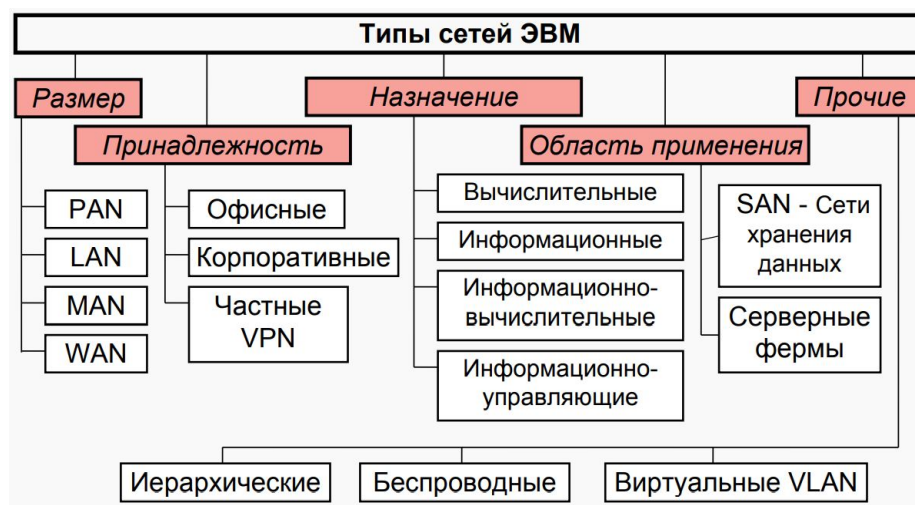 Типы сетей ЭВМ
Размер
Назначение
Прочие
Принадлежность
Область применения
PAN
LAN
MAN
WAN
Офисные
Корпоративные
Частные
VPN
Вычислительные
Информационные
Информационно-
вычислительные
Информационно-
управляющие
SAN - Сети
хранения
данных
Серверные
фермы
Иерархические
Беспроводные
Виртуальные VLAN